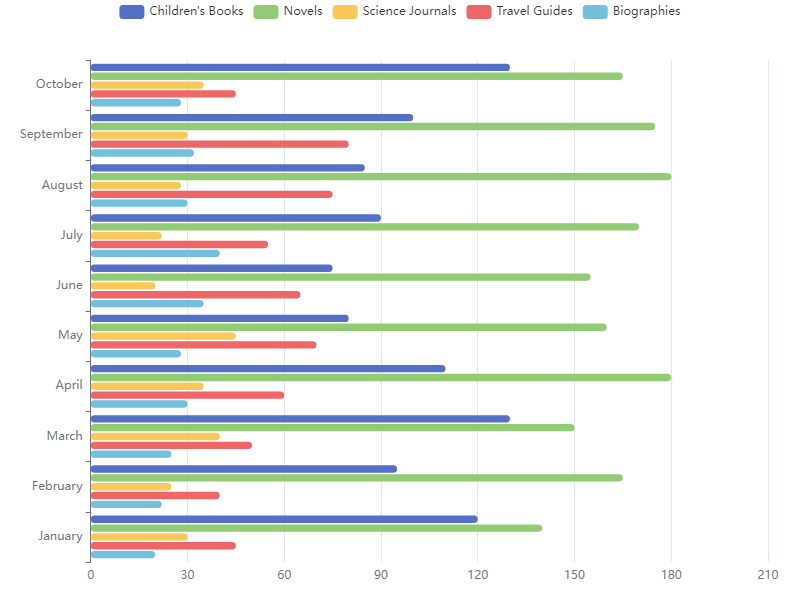 Children's Books Novels Science Journals Travel Guides Biographies
October
September
August
July
June
May
April
March
February
January
0 30 60 90 120 150 180 210